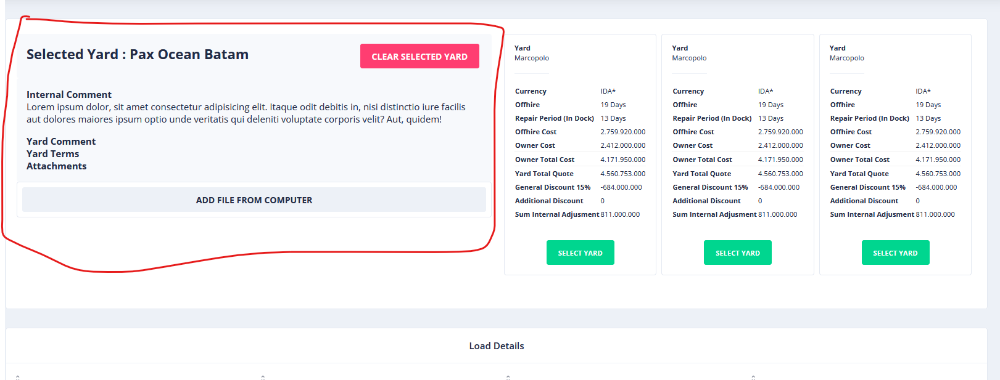 Selected Yard : Pax Ocean Batam
CLEAR SELECTED YARD
Internal Comment
Lorem ipsum dolor, sit amet consectetur adipisicing elit. Itaque odit debitis in, nisi distinctio iure facilis
aut dolores maiores ipsum optio unde veritatis qui deleniti voluptate corporis velit? Aut, quidem!
Yard Comment
Yard Terms
Attachments
ADD FILE FROM COMPUTER
Yard
Marcopolo
Currency IDA*
Offhire 19 Days
Repair Period (In Dock) 13 Days
Offhire Cost 2.759.920.000
Owner Cost 2.412.000.000
Owner Total Cost 4.171.950.000
Yard Total Quote 4.560.753.000
General Discount 15% -684.000.000
Additional Discount 0
Sum Internal Adjusment 811.000.000
SELECT YARD
Yard
Marcopolo
Currency IDA*
Offhire 19 Days
Repair Period (In Dock) 13 Days
Offhire Cost 2.759.920.000
Owner Cost 2.412.000.000
Owner Total Cost 4.171.950.000
Yard Total Quote 4.560.753.000
General Discount 15% -684.000.000
Additional Discount 0
Sum Internal Adjusment 811.000.000
SELECT YARD
Yard
Marcopolo
Currency IDA*
Offhire 19 Days
Repair Period (In Dock) 13 Days
Offhire Cost 2.759.920.000
Owner Cost 2.412.000.000
Owner Total Cost 4.171.950.000
Yard Total Quote 4.560.753.000
General Discount 15% -684.000.000
Additional Discount 0
Sum Internal Adjusment 811.000.000
SELECT YARD
Load Details